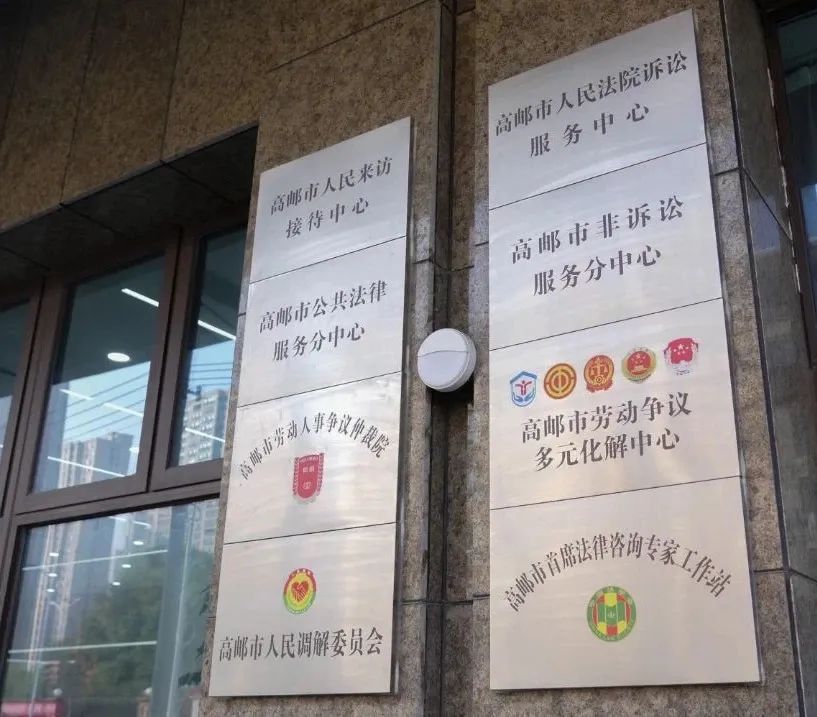 高邮市人民来访
接待中心
高邮市公共法律
服务分中心
高邮市劳动人事争议仲裁院
高邮市人民调解委员会
高邮市人民法院诉讼
服务中心
高邮市非诉讼
服务分中心
高邮市劳动争议
多元化解中心
高邮市首席法律咨询专家工作站